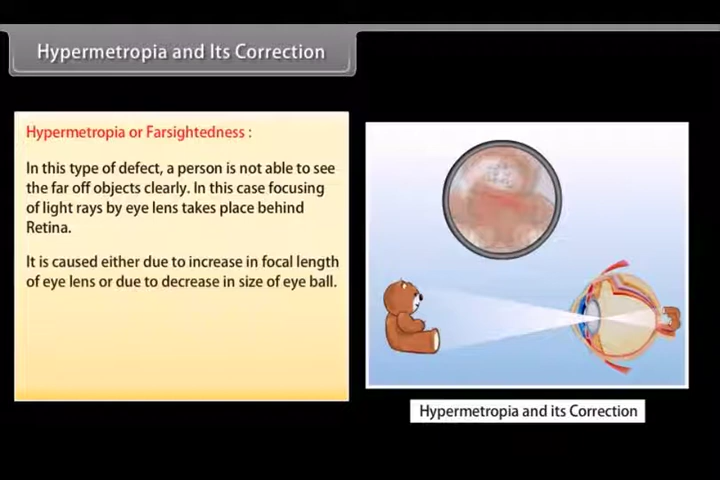 Hypermetropia and Its Correction
Hypermetropia or Farsightedness :
In this type of defect, a person is not able to see
the far off objects clearly. In this case focusing
of light rays by eye lens takes place behind
Retina.
It is caused either due to increase in focal length
of eye lens or due to decrease in size of eye ball.
Hypermetropia and its Correction